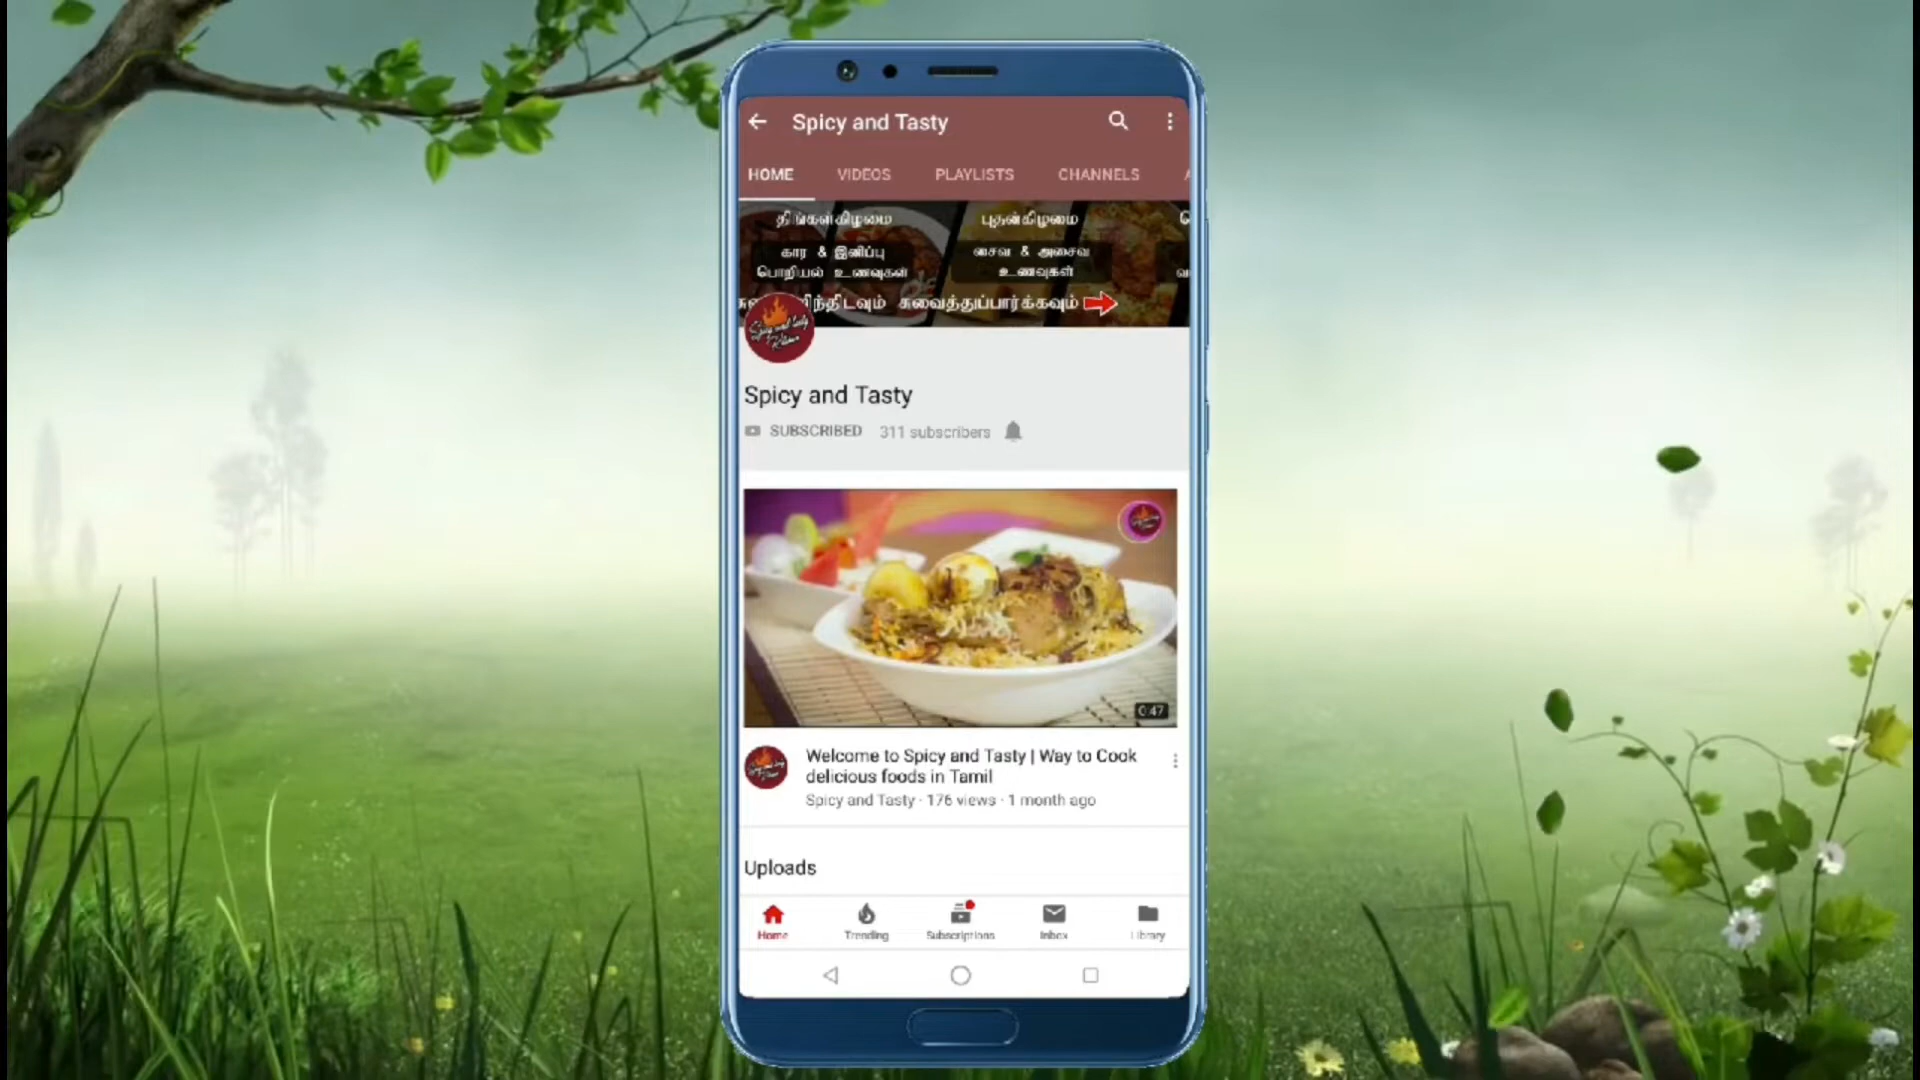 Spicy and Tasty
HOME VIDEOS PLAYLISTS CHANNELS
திங்கள்கிழமை புதன்கிழமை
கார & இனிப்பு சைவ & அசைவ
பொறியல் உணவுகள் உணவுகள்
சுவைத்துப்பார்க்கவும்
Spicy and Tasty
SUBSCRIBED 311 subscribers
0:47
Welcome to Spicy and Tasty | Way to Cook
delicious foods in Tamil
Spicy and Tasty · 176 views · 1 month ago
Uploads
Home Trending Subscriptions Inbox Library